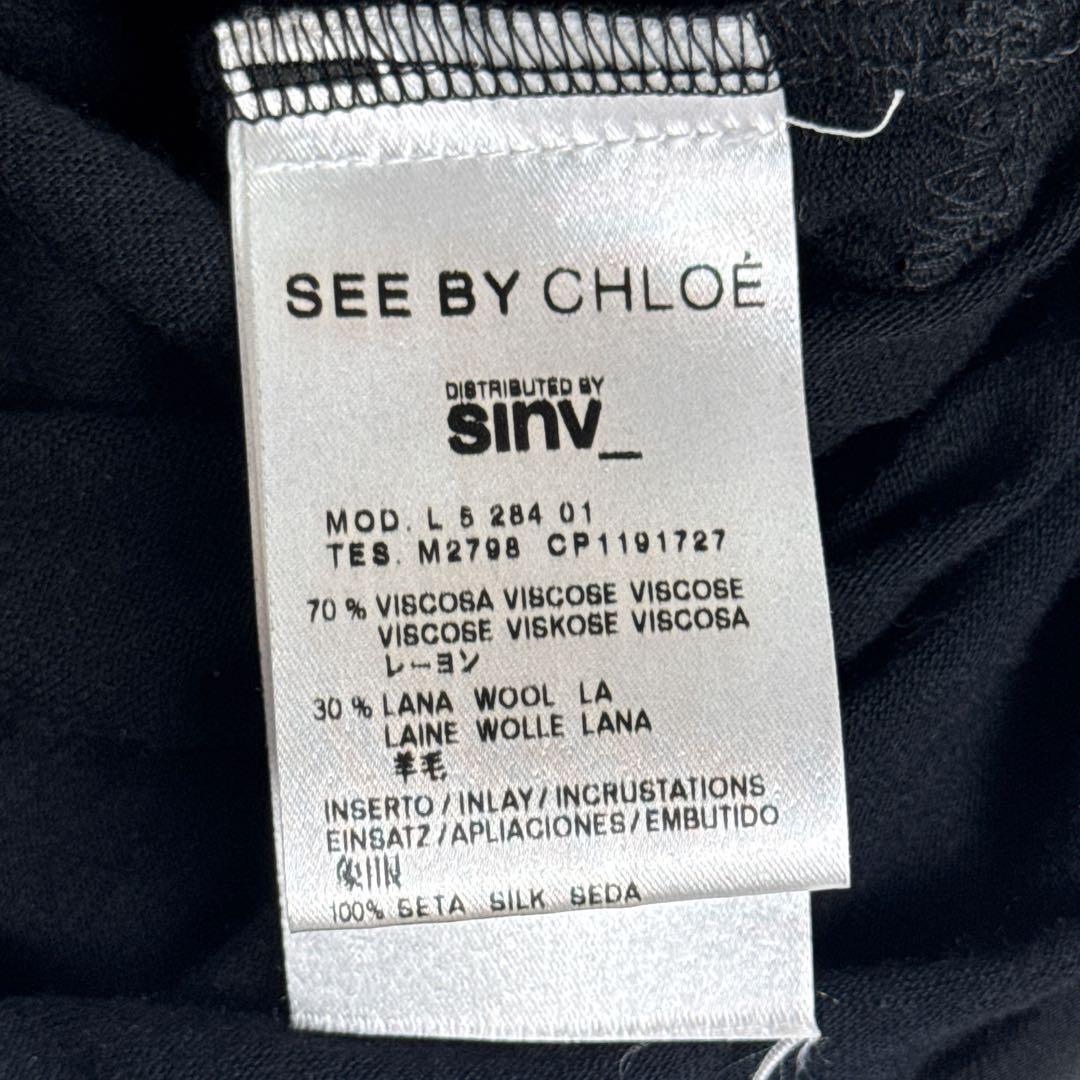 SEE BY CHLOÉ
DISTRIBUTED BY
sinv_
MOD. L 5 284 01
TES. M2798 CP1191727
70 % VISCOSA VISCOSE VISCOSE
VISCOSE VISKOSE VISCOSA
レーヨン
30 % LANA WOOL LA
LAINE WOLLE LANA
羊毛
INSERTO / INLAY / INCRUSTATIONS
EINSATZ / APLIACIONES / EMBUTIDO
100% SETA SILK SEDA